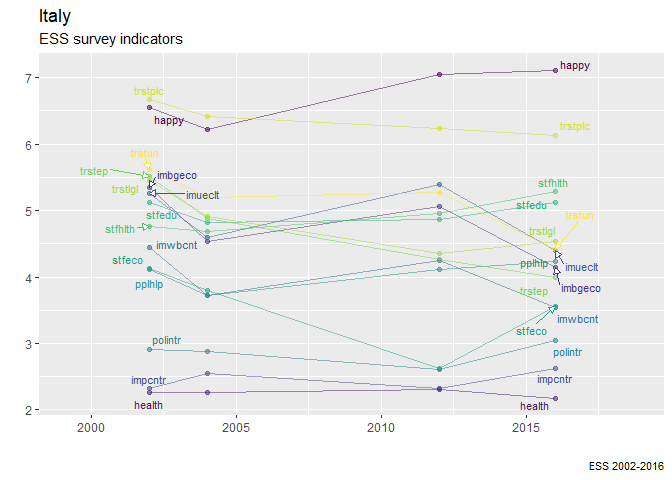 Italy
ESS survey indicators
7
happy
trstplc
happy
trstplc
6
trstun
trstep
imbgeco
trstlgl
imueclt
stfhlth
5
stfedu
stfedu
trstun
stfhlth
trstlgl
imwbcnt
stfeco
pplhlp
imueclt
4
pplhlp
imbgeco
trstep
imwbcnt
stfeco
3
polintr
polintr
impcntr
impcntr
health
health
2
2000
2005
2010
2015
ESS 2002-2016